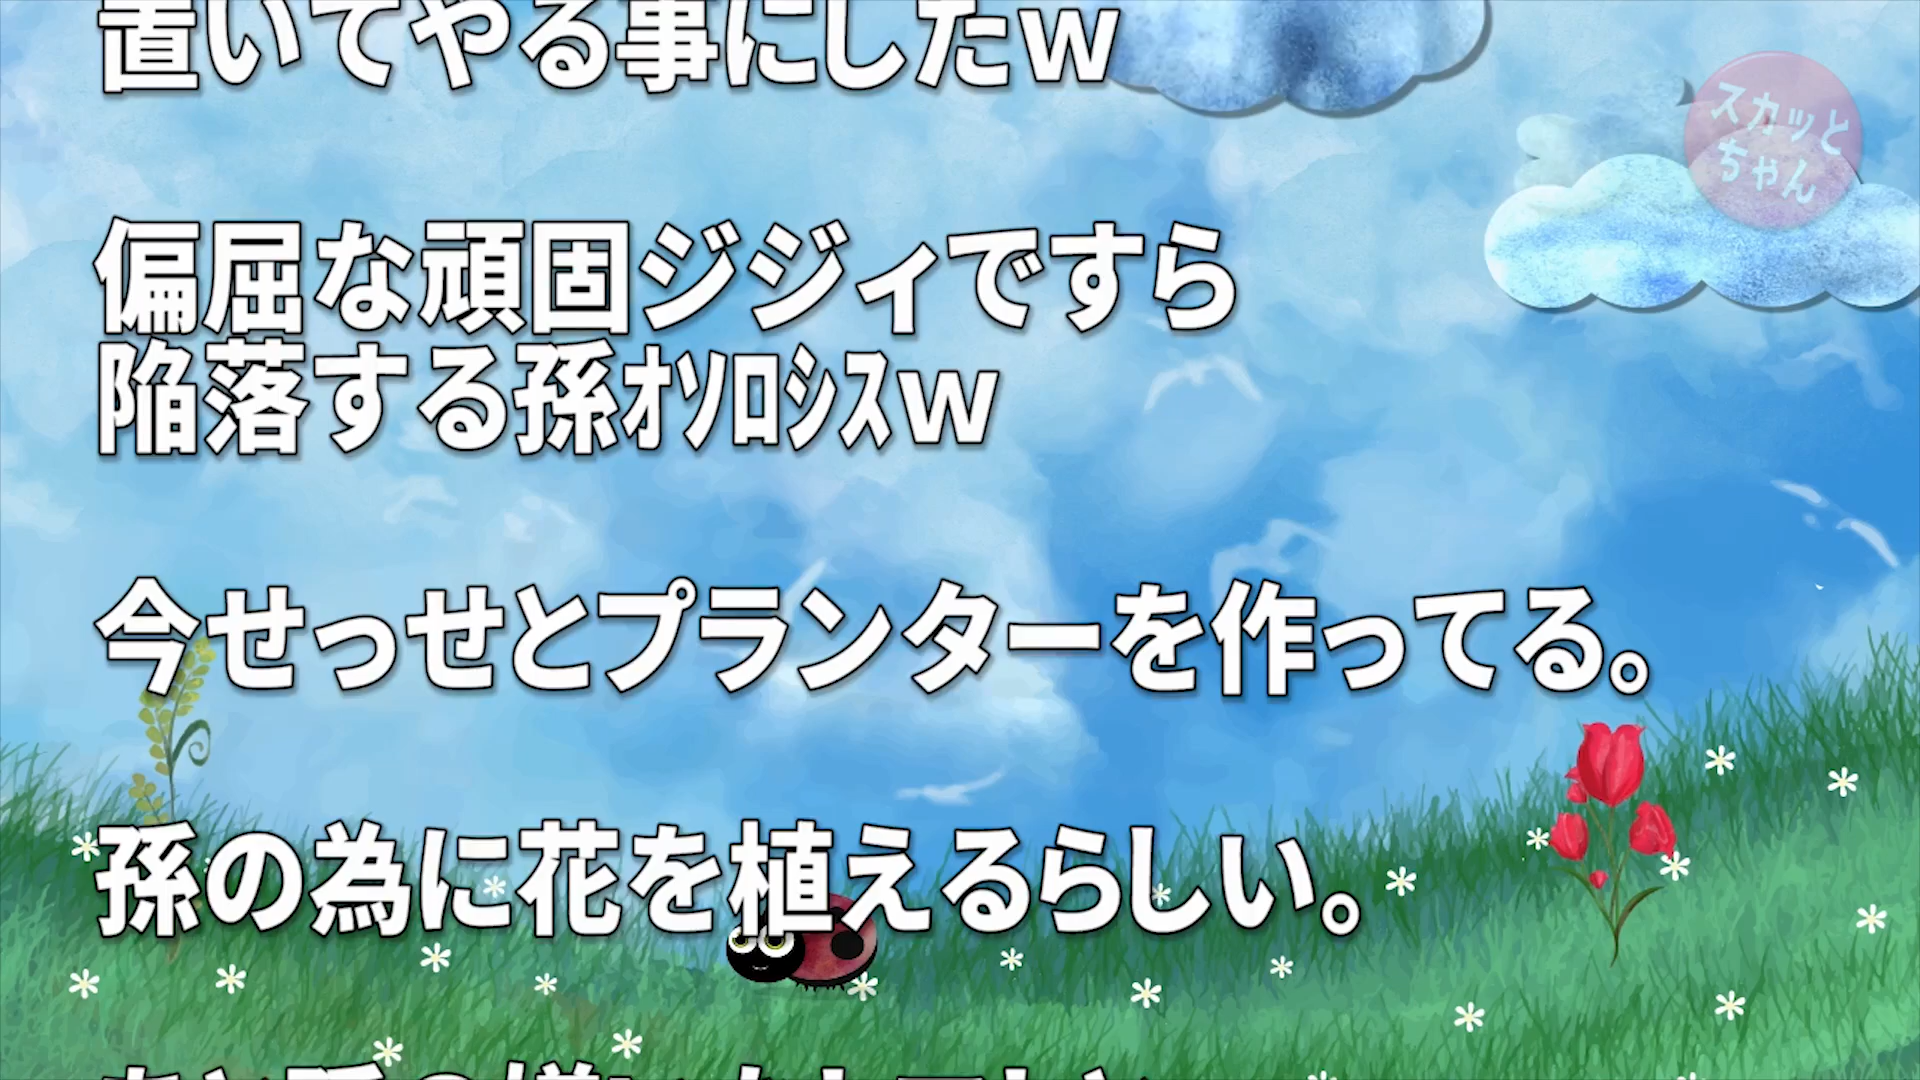 置いてやる事にしたw
スカッと
ちゃん
偏屈な頑固ジジィですら
陥落する孫ｵｿﾛｼｽw
今せっせとプランターを作ってる。
孫の為に花を植えるらしい。